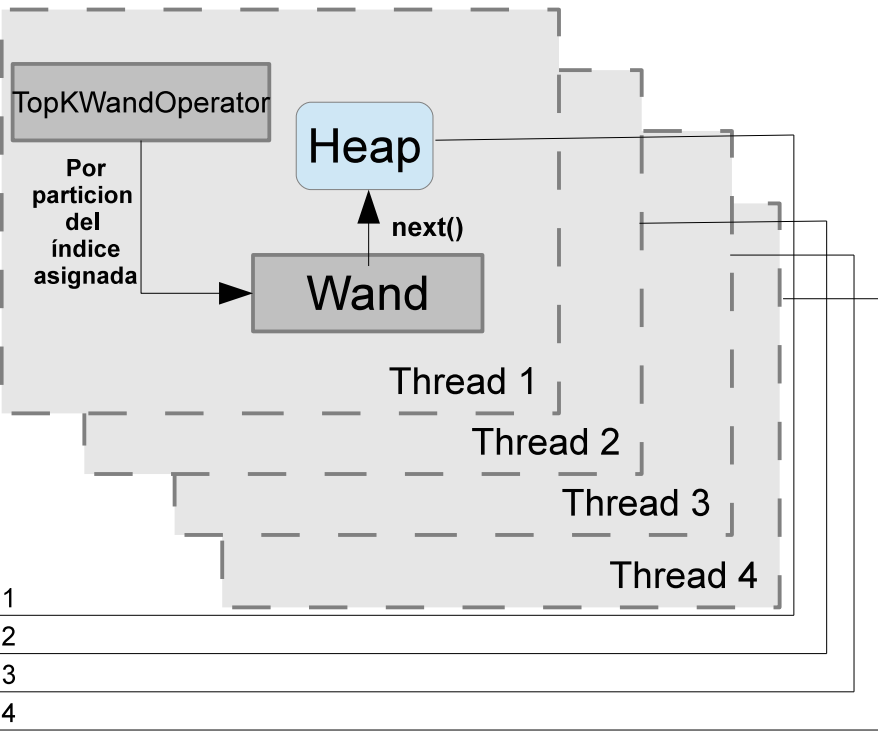 TopKWandOperator
Heap
Por
particion
del
índice
asignada
next()
Wand
Thread 1
Thread 2
Thread 3
Thread 4
1
2
3
4